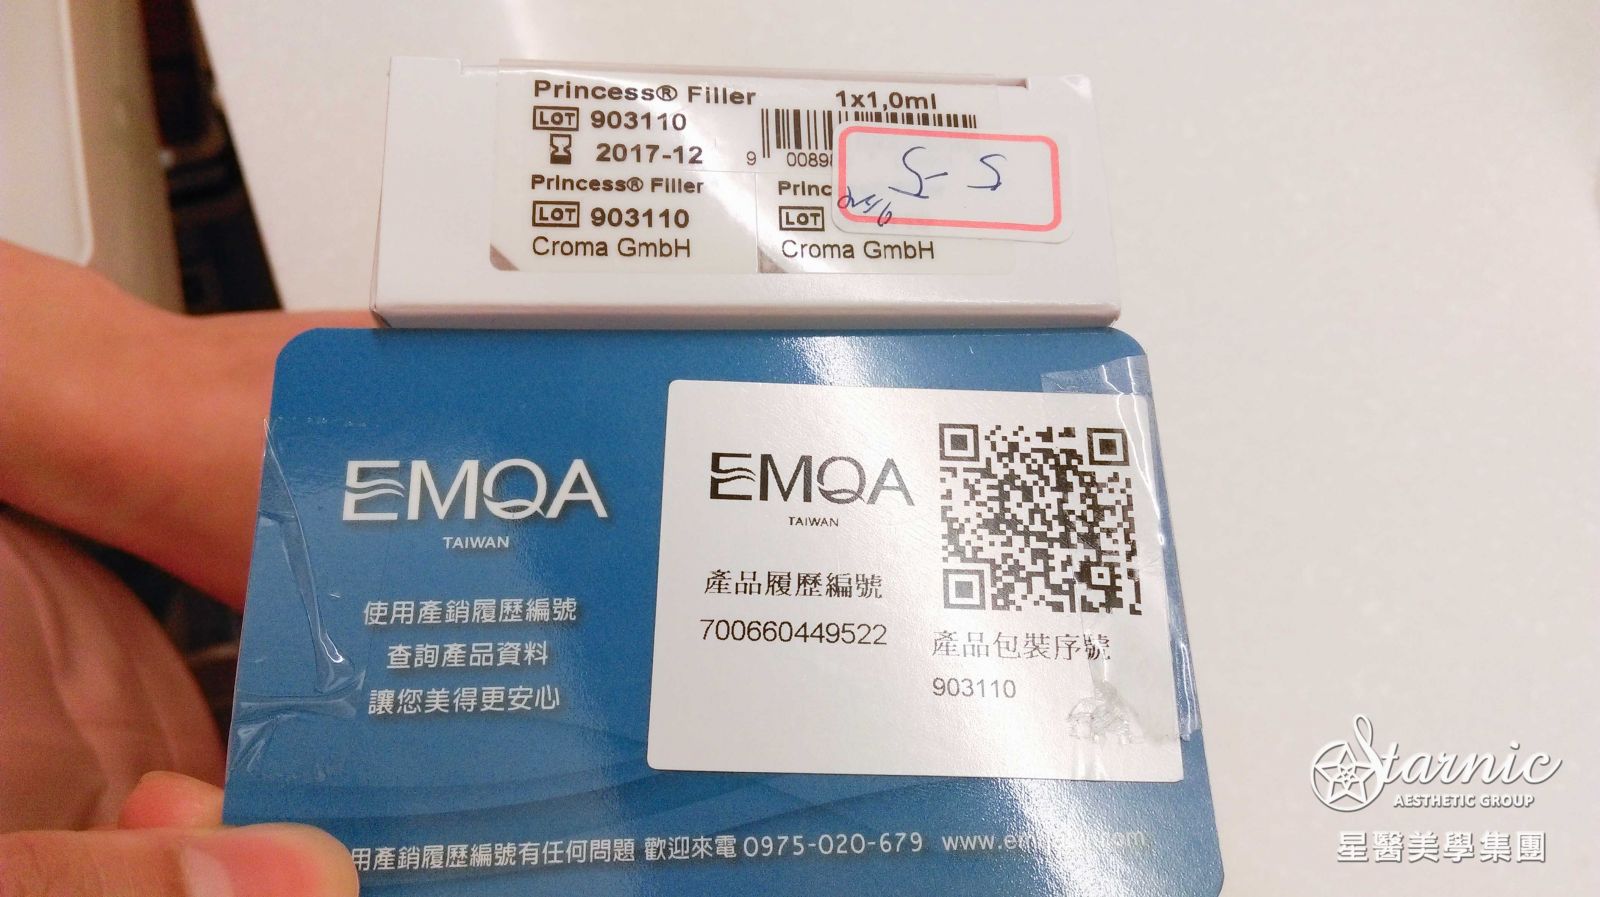 Princess® Filler 1x1,0ml
LOT 903110
2017-12
9 00898
Princess® Filler
LOT 903110
Croma GmbH
Princ
LOT
Croma GmbH
S-S
EMQA
TAIWAN
使用產銷履歷編號
查詢產品資料
讓您美得更安心
EMQA
TAIWAN
產品履歷編號
700660449522
產品包裝序號
903110
用產銷履歷編號有任何問題 歡迎來電 0975-020-679
Starnic
AESTHETIC GROUP
星醫美學集團